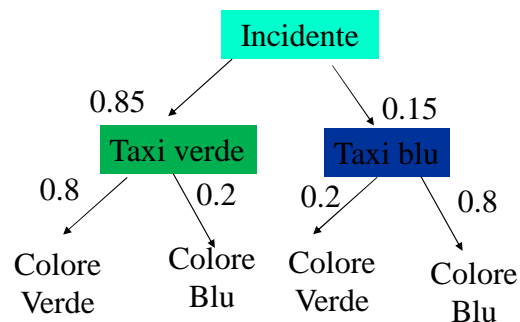 Incidente
0.85
0.15
Taxi verde
Taxi blu
0.8
0.2
0.2
0.8
Colore
Verde
Colore
Blu
Colore
Verde
Colore
Blu